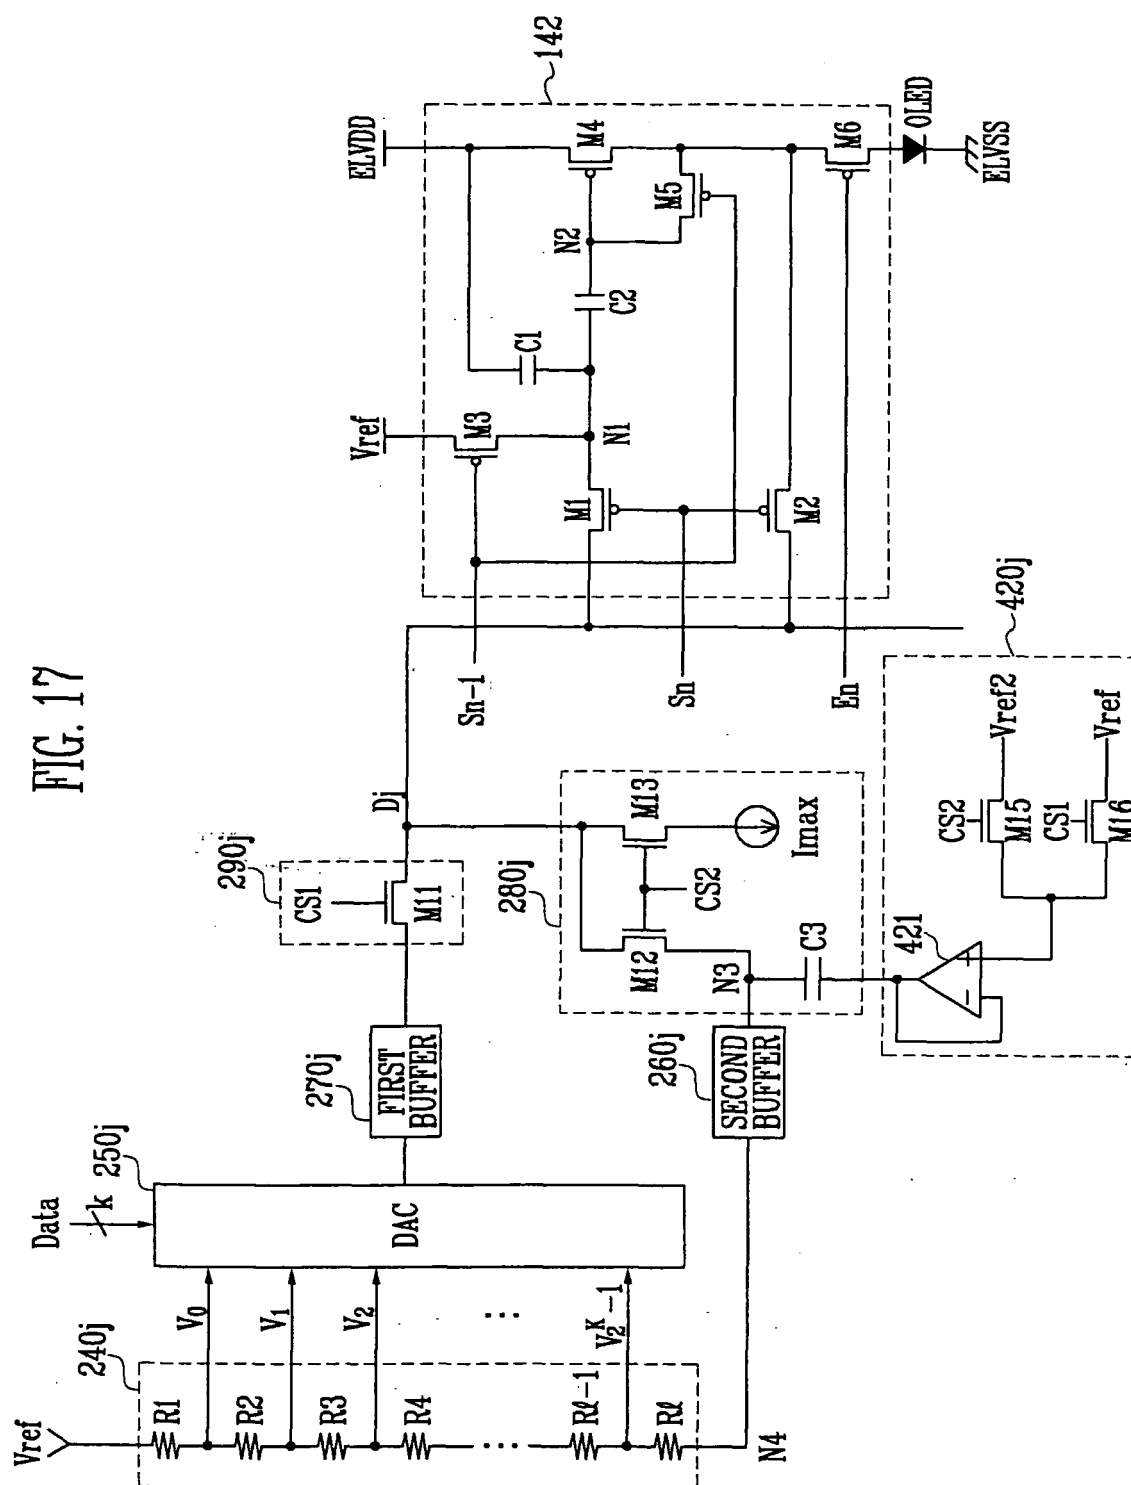 FIG. 17
Vref
240j
R1
R2
R3
R4
...
Rℓ-1
Rℓ
N4
V0
V1
V2
...
V2^K-1
Data
k
250j
DAC
270j
FIRST
BUFFER
260j
SECOND
BUFFER
290j
CS1
M11
Dj
280j
M12
M13
CS2
Imax
N3
C3
421
+
-
420j
CS2
M15
Vref2
CS1
M16
Vref
Sn-1
Sn
En
142
Vref
M3
M1
N1
C1
C2
N2
ELVDD
M4
M5
M2
M6
OLED
ELVSS